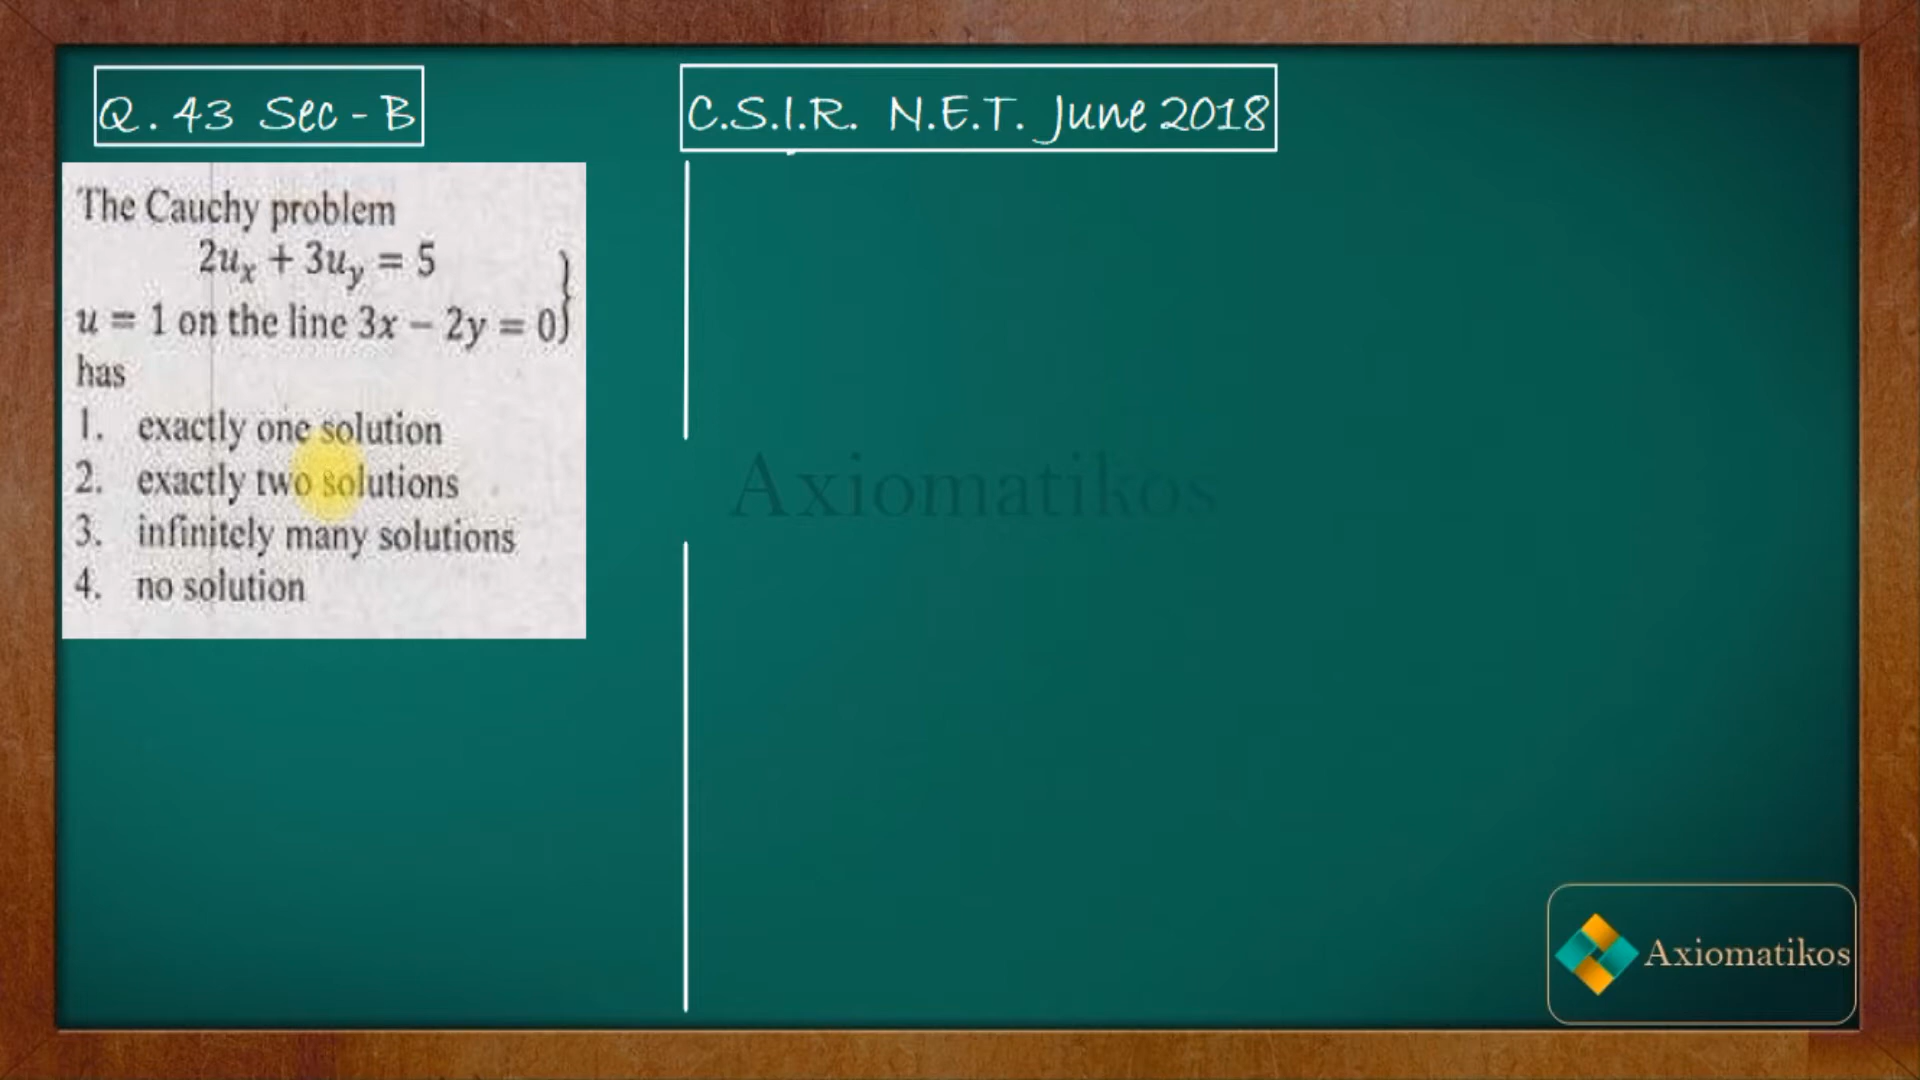 Q. 43 Sec - B
C.S.I.R. N.E.T. June 2018
The Cauchy problem
2uₓ + 3u_y = 5
u = 1 on the line 3x − 2y = 0}
has
1. exactly one solution
2. exactly two solutions
3. infinitely many solutions
4. no solution
Axiomatikos
Axiomatikos